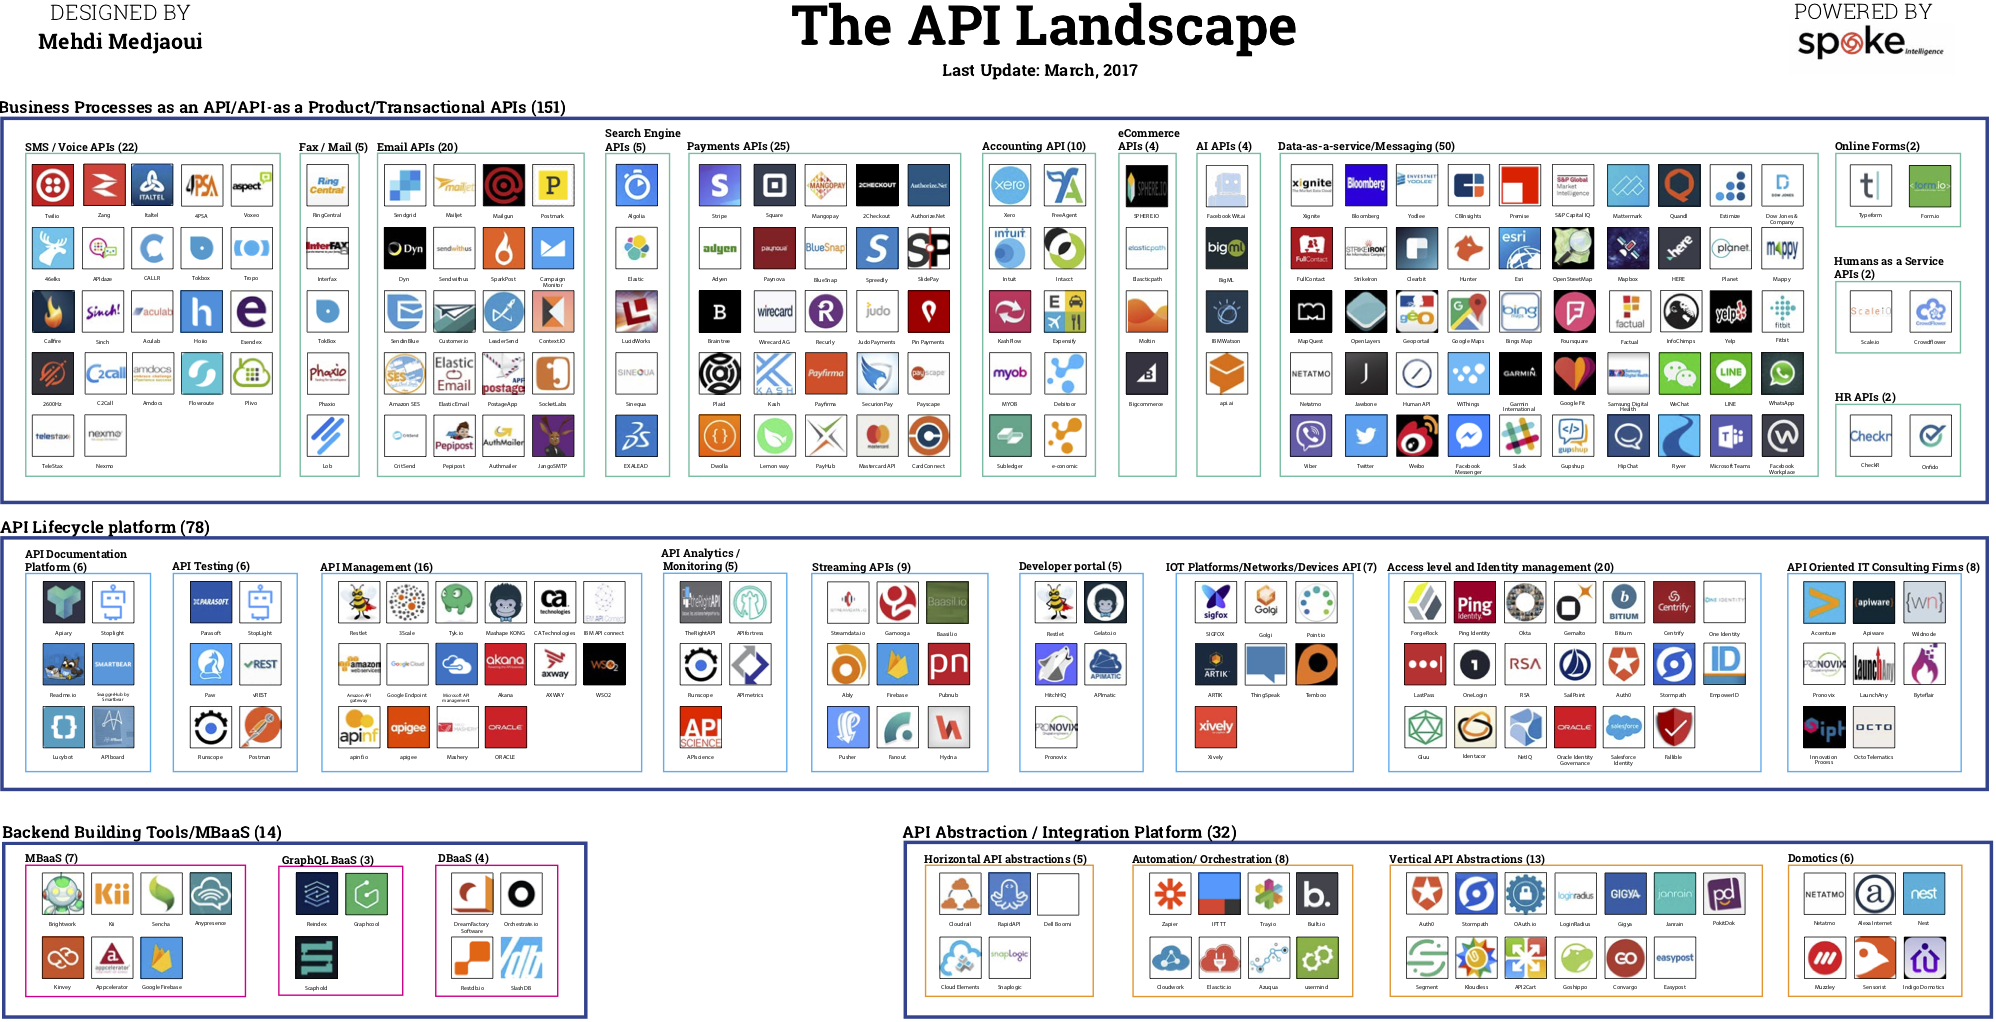 DESIGNED BY
Mehdi Medjaoui
The API Landscape
Last Update: March, 2017
POWERED BY
spoke Intelligence
Business Processes as an API/API-as a Product/Transactional APIs (151)
SMS / Voice APIs (22)
Twilio Zang Italtel 4PSA Voxeo
46elks APIdaze CALLR Tokbox Tropo
Callfire Sinch Aculab Hoiio Esendex
2600Hz C2Call Amdocs Flowroute Plivo
TeleStax Nexmo
Fax / Mail (5)
RingCentral
Interfax
TokBox
Phaxio
Lob
Email APIs (20)
Sendgrid Mailjet Mailgun Postmark
Dyn Sendwithus SparkPost Campaign Monitor
SendinBlue Customer.io LeaderSend ContextIO
Amazon SES ElasticEmail PostageApp SocketLabs
CritSend Pepipost Authmailer JangoSMTP
Search Engine
APIs (5)
Algolia
Elastic
LucidWorks
Sinequa
EXALEAD
Payments APIs (25)
Stripe Square Mangopay 2Checkout Authorize.Net
Adyen Paynova BlueSnap Spreedly SlidePay
Braintree Wirecard AG Recurly Judo Payments Pin Payments
Plaid Kash Payfirma SecurionPay Payscape
Dwolla Lemon way PayHub Mastercard API CardConnect
Accounting API (10)
Xero FreeAgent
Intuit Intacct
Kashflow Expensify
MYOB Debitoor
Subledger e-conomic
eCommerce
APIs (4)
SPHERE.IO
Elasticpath
Moltin
Bigcommerce
AI APIs (4)
Facebook Wit.ai
BigML
IBMWatson
api.ai
Data-as-a-service/Messaging (50)
Xignite Bloomberg Yodlee CBInsights Premise S&P Capital IQ Mattermark Quandl Estimize Dow Jones & Company
FullContact StrikeIron Clearbit Hunter Esri OpenStreetMap Mapbox HERE Planet Mappy
MapQuest OpenLayers Geoportail Google Maps Bings Map Foursquare Factual InfoChimps Yelp Fitbit
Netatmo Jawbone Human API WiThings Garmin International Google Fit Samsung Digital Health WeChat LINE WhatsApp
Viber Twitter Weibo Facebook Messenger Slack Gupshup HipChat Ryver Microsoft Teams Facebook Workplace
Online Forms(2)
Typeform Form.io
Humans as a Service
APIs (2)
Scale.io Crowdflower
HR APIs (2)
CheckR Onfido
API Lifecycle platform (78)
API Documentation
Platform (6)
Apiary Stoplight
Readme.io SwaggerHub by Smartbear
Lucybot APIboard
API Testing (6)
Parasoft StopLight
Paw vREST
Runscope Postman
API Management (16)
Restlet 3Scale Tyk.io Mashape KONG CA Technologies IBM API connect
Amazon API gateway Google Endpoint Microsoft API management Akana AXWAY WSO2
apinf.io apigee Mashery ORACLE
API Analytics /
Monitoring (5)
TheRightAPI APIfortress
Runscope APImetrics
APIscience
Streaming APIs (9)
Streamdata.io Gamooga Baasil.io
Ably Firebase Pubnub
Pusher Fanout Hydna
Developer portal (5)
Restlet Gelato.io
HitchHQ APImatic
Pronovix
IOT Platforms/Networks/Devices API (7)
SIGFOX Golgi Point.io
ARTIK ThingSpeak Temboo
Xively
Access level and Identity management (20)
ForgeRock Ping Identity Okta Gemalto Bitium Centrify One Identity
LastPass OneLogin RSA SailPoint Auth0 Stormpath EmpowerID
Gluu Identacor NetIQ Oracle Identity Governance Salesforce Identity Fallible
API Oriented IT Consulting Firms (8)
Accenture Apiware Wildnode
Pronovix LaunchAny Byteflair
Innovation Process Octo Telematics
Backend Building Tools/MBaaS (14)
MBaaS (7)
Brightwork Kii Sencha Anypresence
Kinvey Appcelerator Google Firebase
GraphQL BaaS (3)
Reindex Graphcool
Scaphold
DBaaS (4)
Dreamfactory Software Orchestrate.io
Restdb.io SlashDB
API Abstraction / Integration Platform (32)
Horizontal API abstractions (5)
Cloudrail RapidAPI Dell Boomi
Cloud Elements Snaplogic
Automation/ Orchestration (8)
Zapier IFTTT Tray.io Built.io
Cloudwork Elastic.io Azuqua usermind
Vertical API Abstractions (13)
Auth0 Stormpath OAuth.io LoginRadius Gigya Janrain PokitDok
Segment Kloudless API2Cart Goshippo Convargo Easypost
Domotics (6)
Netatmo Alexa Internet Nest
Muzzley Sensorist Indigo Domotics